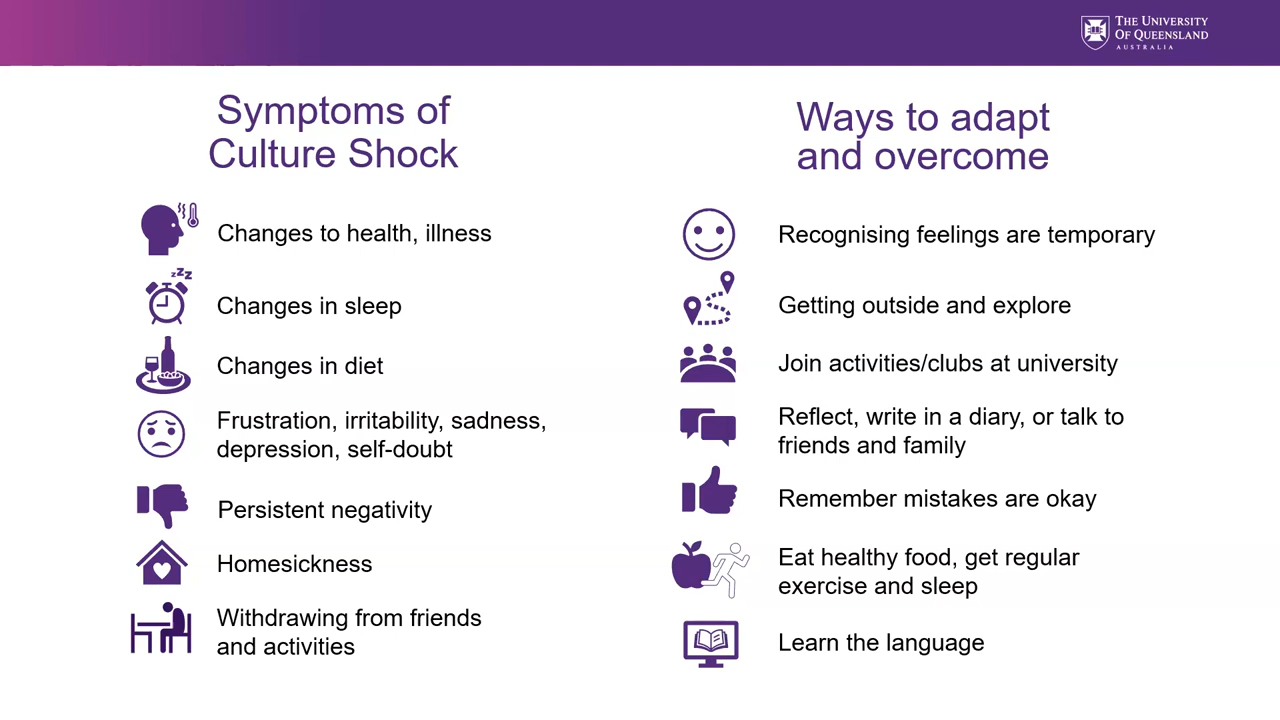 THE UNIVERSITY
OF QUEENSLAND
AUSTRALIA
Symptoms of
Culture Shock
Changes to health, illness
zzZZ
Changes in sleep
Changes in diet
Frustration, irritability, sadness,
depression, self-doubt
Persistent negativity
Homesickness
Withdrawing from friends
and activities
Ways to adapt
and overcome
Recognising feelings are temporary
Getting outside and explore
Join activities/clubs at university
Reflect, write in a diary, or talk to
friends and family
Remember mistakes are okay
Eat healthy food, get regular
exercise and sleep
Learn the language